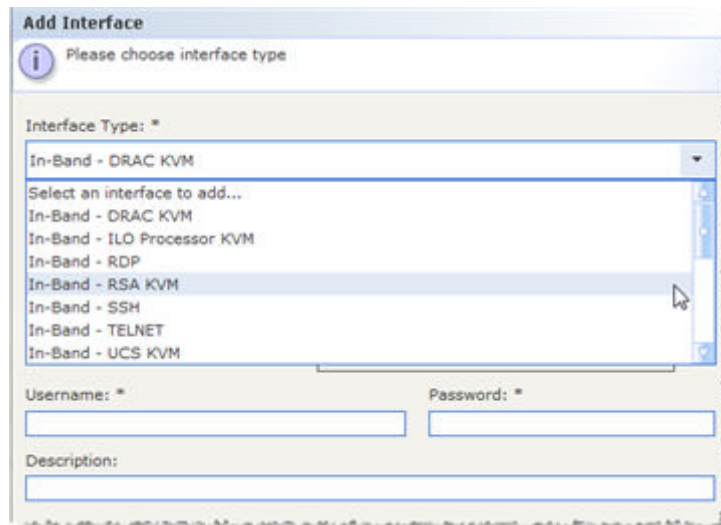 Add Interface
i
Please choose interface type
Interface Type: *
In-Band - DRAC KVM
Select an interface to add...
In-Band - DRAC KVM
In-Band - ILO Processor KVM
In-Band - RDP
In-Band - RSA KVM
In-Band - SSH
In-Band - TELNET
In-Band - UCS KVM
Username: *
Password: *
Description: